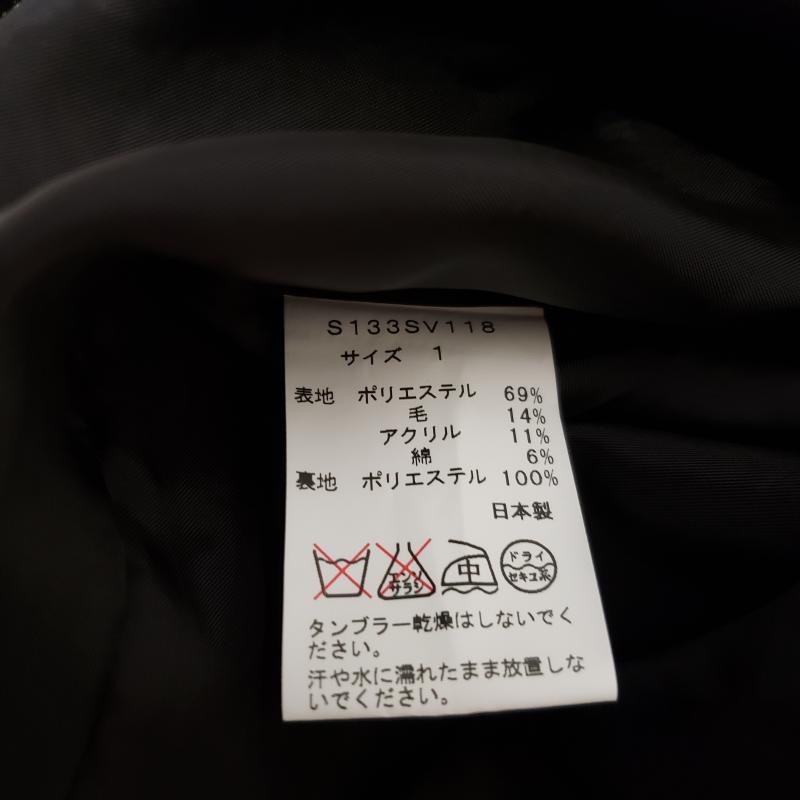 S133SV118
サイズ 1
表地 ポリエステル 69%
毛 14%
アクリル 11%
綿 6%
裏地 ポリエステル 100%
日本製
エンソサラシ 中 ドライ セキユ系
タンブラー乾燥はしないでく
ださい。
汗や水に濡れたまま放置しな
いでください。